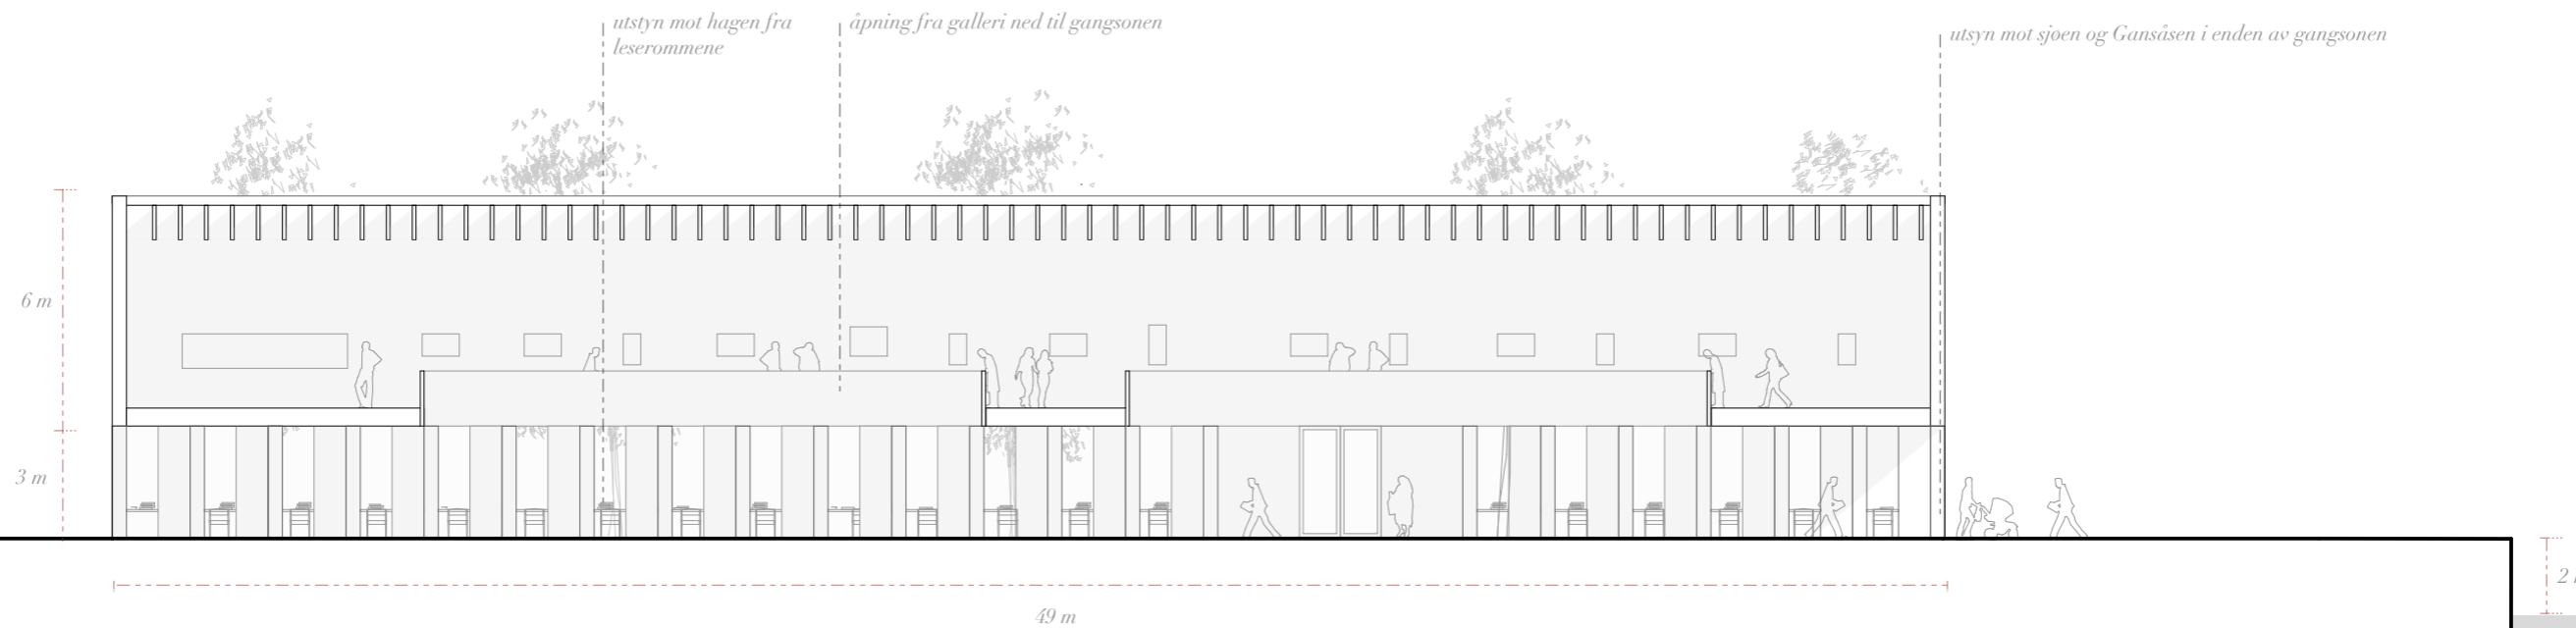 utstyn mot hagen fra
leserommene
åpning fra galleri ned til gangsonen
utsyn mot sjøen og Gansåsen i enden av gangsonen
6 m
3 m
2
49 m